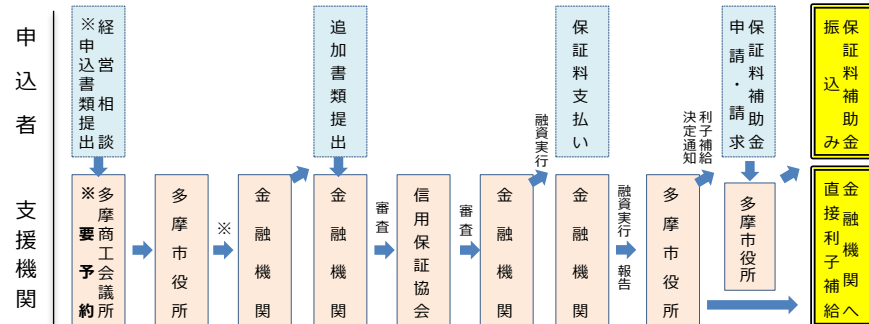 申込者
経営相談
※申込書類提出
追加書類提出
保証料支払い
保証料補助金
申請・請求
保証料補助金
振込み
融資実行
利子補給
決定通知
支援機関
多摩商工会議所
※要予約
多摩市役所
※
金融機関
金融機関
審査
信用保証協会
審査
金融機関
金融機関
融資実行
報告
多摩市役所
多摩市役所
金融機関へ
直接利子補給